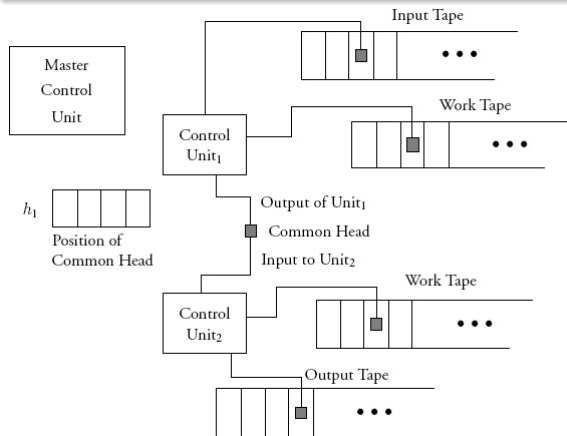 Input Tape
Master
Control
Unit
Work Tape
Control
Unit1
h1
Position of
Common Head
Output of Unit1
Common Head
Input to Unit2
Work Tape
Control
Unit2
Output Tape